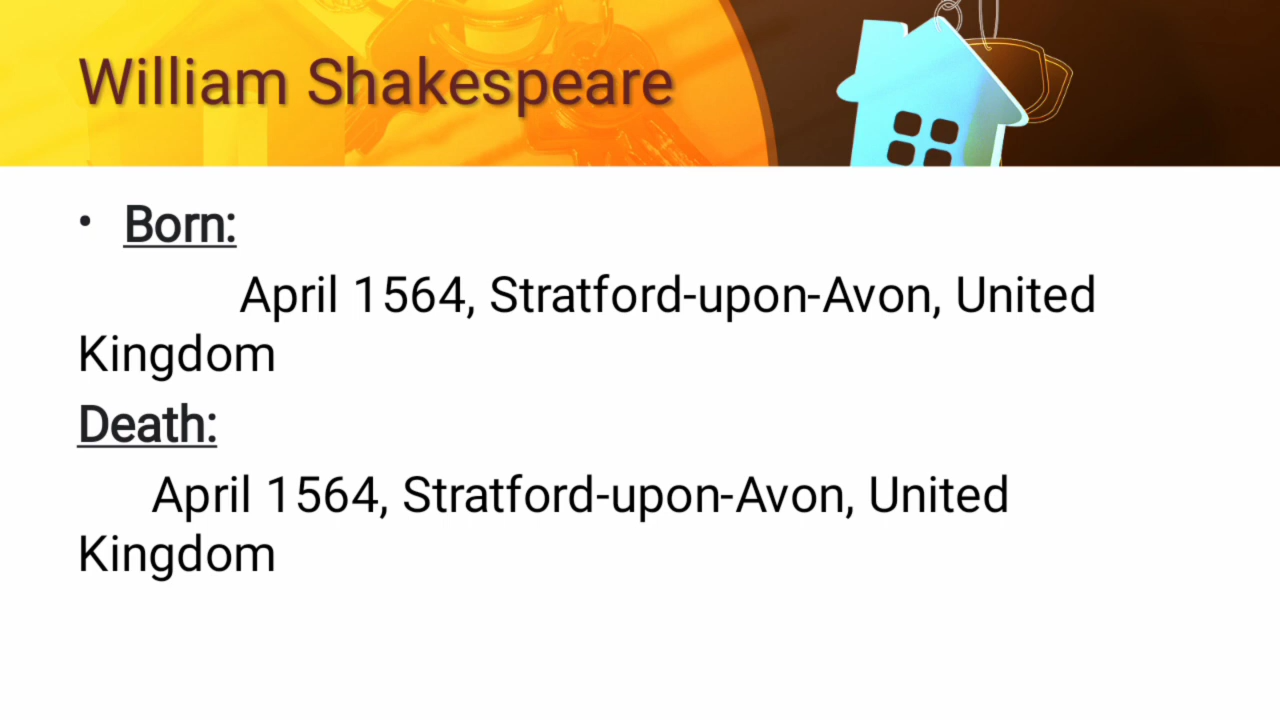 William Shakespeare
• Born:
April 1564, Stratford-upon-Avon, United
Kingdom
Death:
April 1564, Stratford-upon-Avon, United
Kingdom